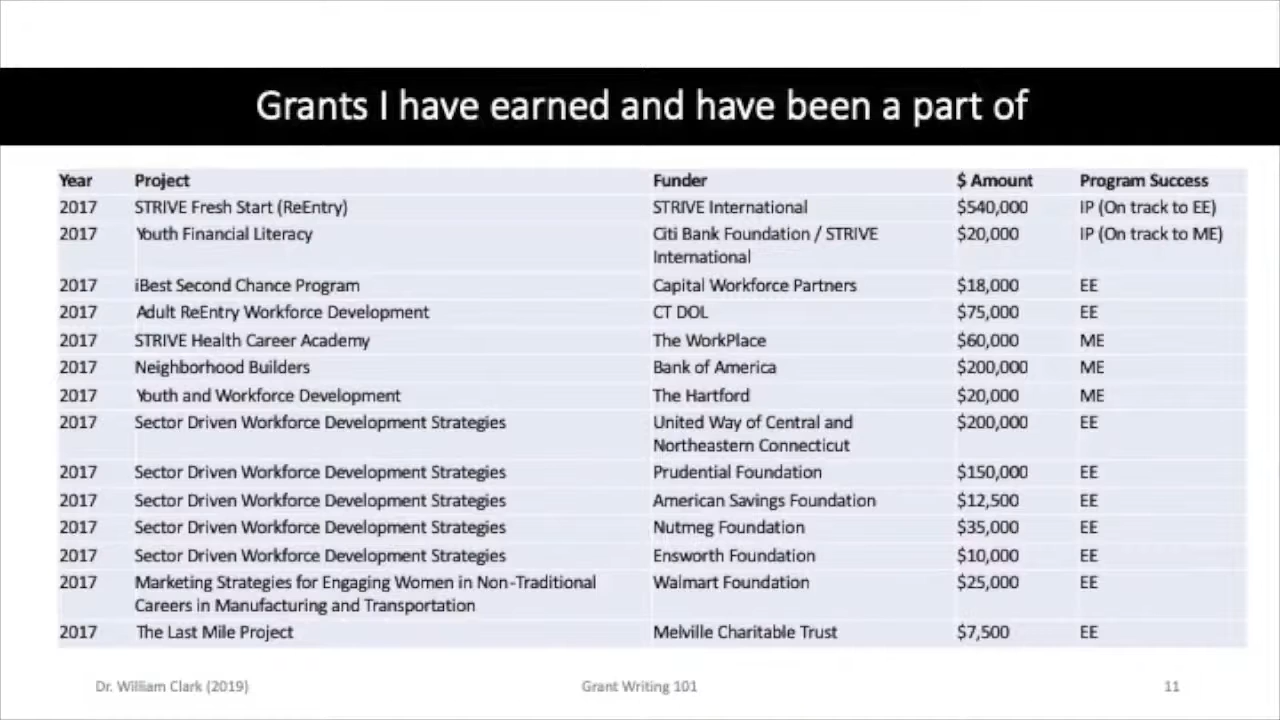 Grants I have earned and have been a part of
Year Project Funder $ Amount Program Success
2017 STRIVE Fresh Start (ReEntry) STRIVE International $540,000 IP (On track to EE)
2017 Youth Financial Literacy Citi Bank Foundation / STRIVE $20,000 IP (On track to ME)
International
2017 iBest Second Chance Program Capital Workforce Partners $18,000 EE
2017 Adult ReEntry Workforce Development CT DOL $75,000 EE
2017 STRIVE Health Career Academy The WorkPlace $60,000 ME
2017 Neighborhood Builders Bank of America $200,000 ME
2017 Youth and Workforce Development The Hartford $20,000 ME
2017 Sector Driven Workforce Development Strategies United Way of Central and $200,000 EE
Northeastern Connecticut
2017 Sector Driven Workforce Development Strategies Prudential Foundation $150,000 EE
2017 Sector Driven Workforce Development Strategies American Savings Foundation $12,500 EE
2017 Sector Driven Workforce Development Strategies Nutmeg Foundation $35,000 EE
2017 Sector Driven Workforce Development Strategies Ensworth Foundation $10,000 EE
2017 Marketing Strategies for Engaging Women in Non-Traditional Walmart Foundation $25,000 EE
Careers in Manufacturing and Transportation
2017 The Last Mile Project Melville Charitable Trust $7,500 EE
Dr. William Clark (2019) Grant Writing 101 11